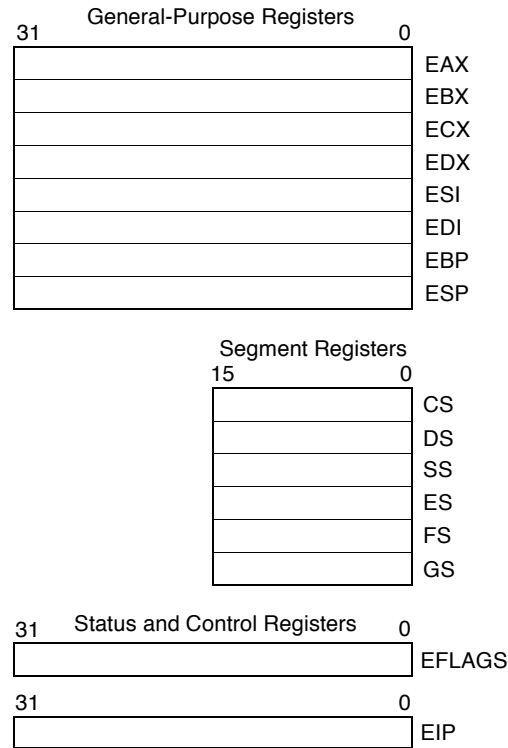 General-Purpose Registers
31 0
EAX
EBX
ECX
EDX
ESI
EDI
EBP
ESP
Segment Registers
15 0
CS
DS
SS
ES
FS
GS
31 Status and Control Registers 0
EFLAGS
31 0
EIP